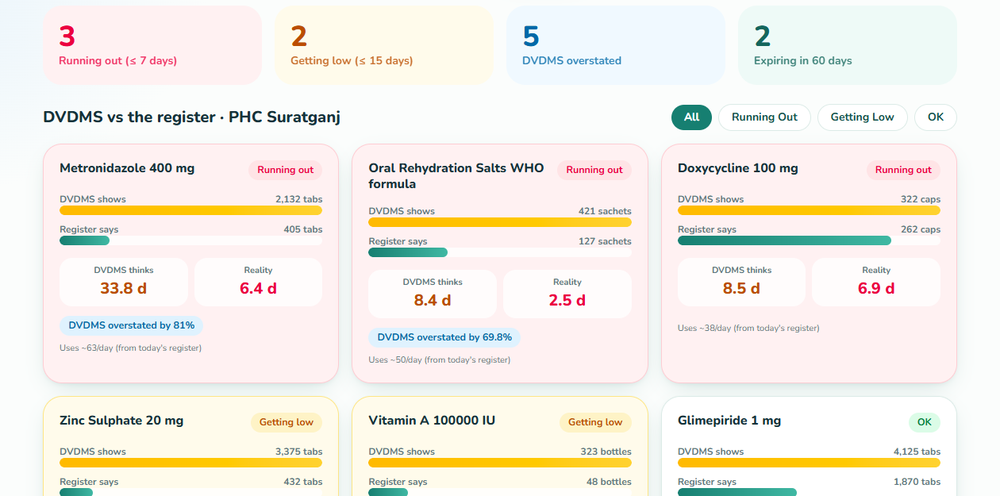 3
Running out (≤ 7 days)
2
Getting low (≤ 15 days)
5
DVDMS overstated
2
Expiring in 60 days
DVDMS vs the register · PHC Suratganj
All
Running Out
Getting Low
OK
Metronidazole 400 mg
Running out
DVDMS shows
2,132 tabs
Register says
405 tabs
DVDMS thinks
33.8 d
Reality
6.4 d
DVDMS overstated by 81%
Uses ~63/day (from today's register)
Oral Rehydration Salts WHO
formula
Running out
DVDMS shows
421 sachets
Register says
127 sachets
DVDMS thinks
8.4 d
Reality
2.5 d
DVDMS overstated by 69.8%
Uses ~50/day (from today's register)
Doxycycline 100 mg
Running out
DVDMS shows
322 caps
Register says
262 caps
DVDMS thinks
8.5 d
Reality
6.9 d
Uses ~38/day (from today's register)
Zinc Sulphate 20 mg
Getting low
DVDMS shows
3,375 tabs
Register says
432 tabs
Vitamin A 100000 IU
Getting low
DVDMS shows
323 bottles
Register says
48 bottles
Glimepiride 1 mg
OK
DVDMS shows
4,125 tabs
Register says
1,870 tabs